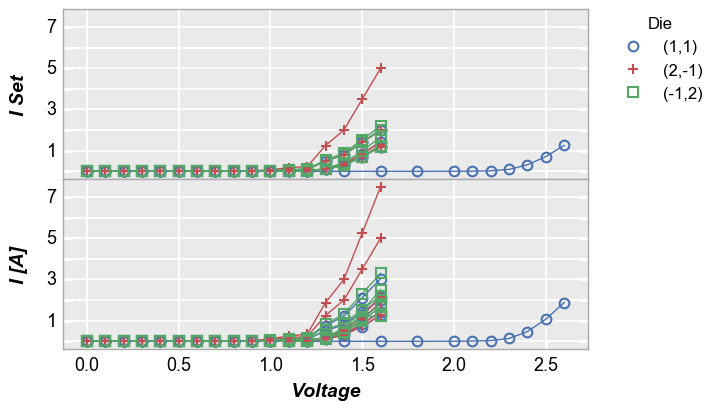 Die
(1,1)
(2,-1)
(-1,2)
I Set
7
5
3
1
I [A]
7
5
3
1
0.0 0.5 1.0 1.5 2.0 2.5
Voltage